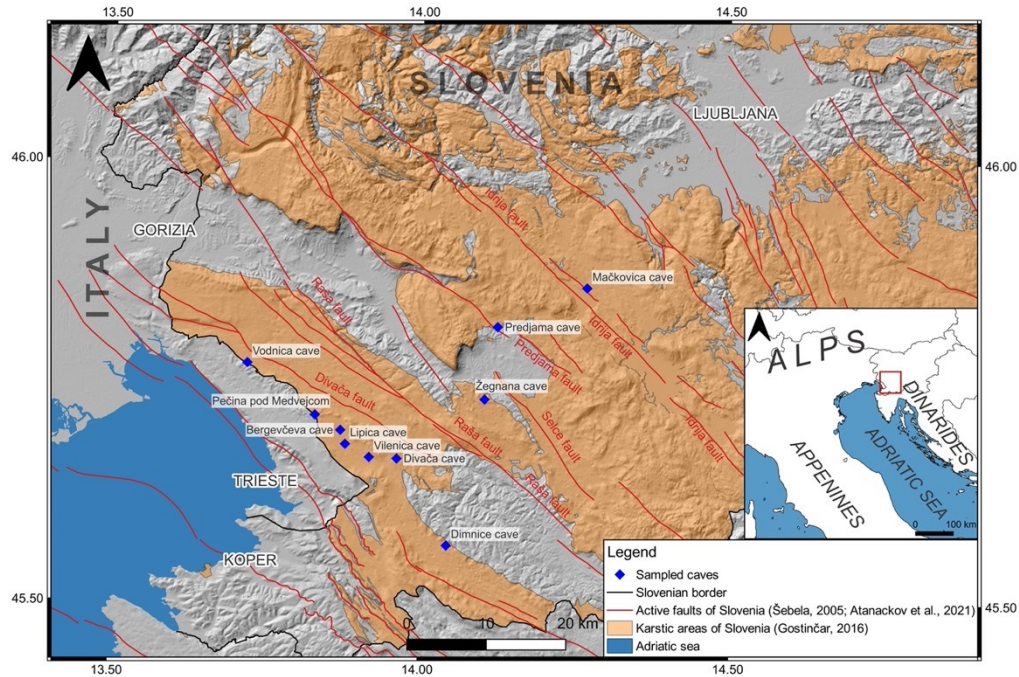 13.50
14.00
14.50
46.00
46.00
SLOVENIA
LJUBLJANA
ITALY
GORIZIA
Idrija fault
Mačkovica cave
Raša fault
Predjama cave
Idrija fault
Predjama fault
Vodnica cave
Divača fault
Žegnana cave
Pečina pod Medvejcom
Selce fault
Idrija fault
Bergevčeva cave
Lipica cave
Raša fault
Vilenica cave
Divača cave
TRIESTE
Raša fault
Dimnice cave
KOPER
ALPS
DINARIDES
ADRIATIC SEA
APPENINES
0 100 km
Legend
Sampled caves
Slovenian border
Active faults of Slovenia (Šebela, 2005; Atanackov et al., 2021)
Karstic areas of Slovenia (Gostinčar, 2016)
Adriatic sea
0 10 20 km
45.50
45.50
13.50
14.00
14.50